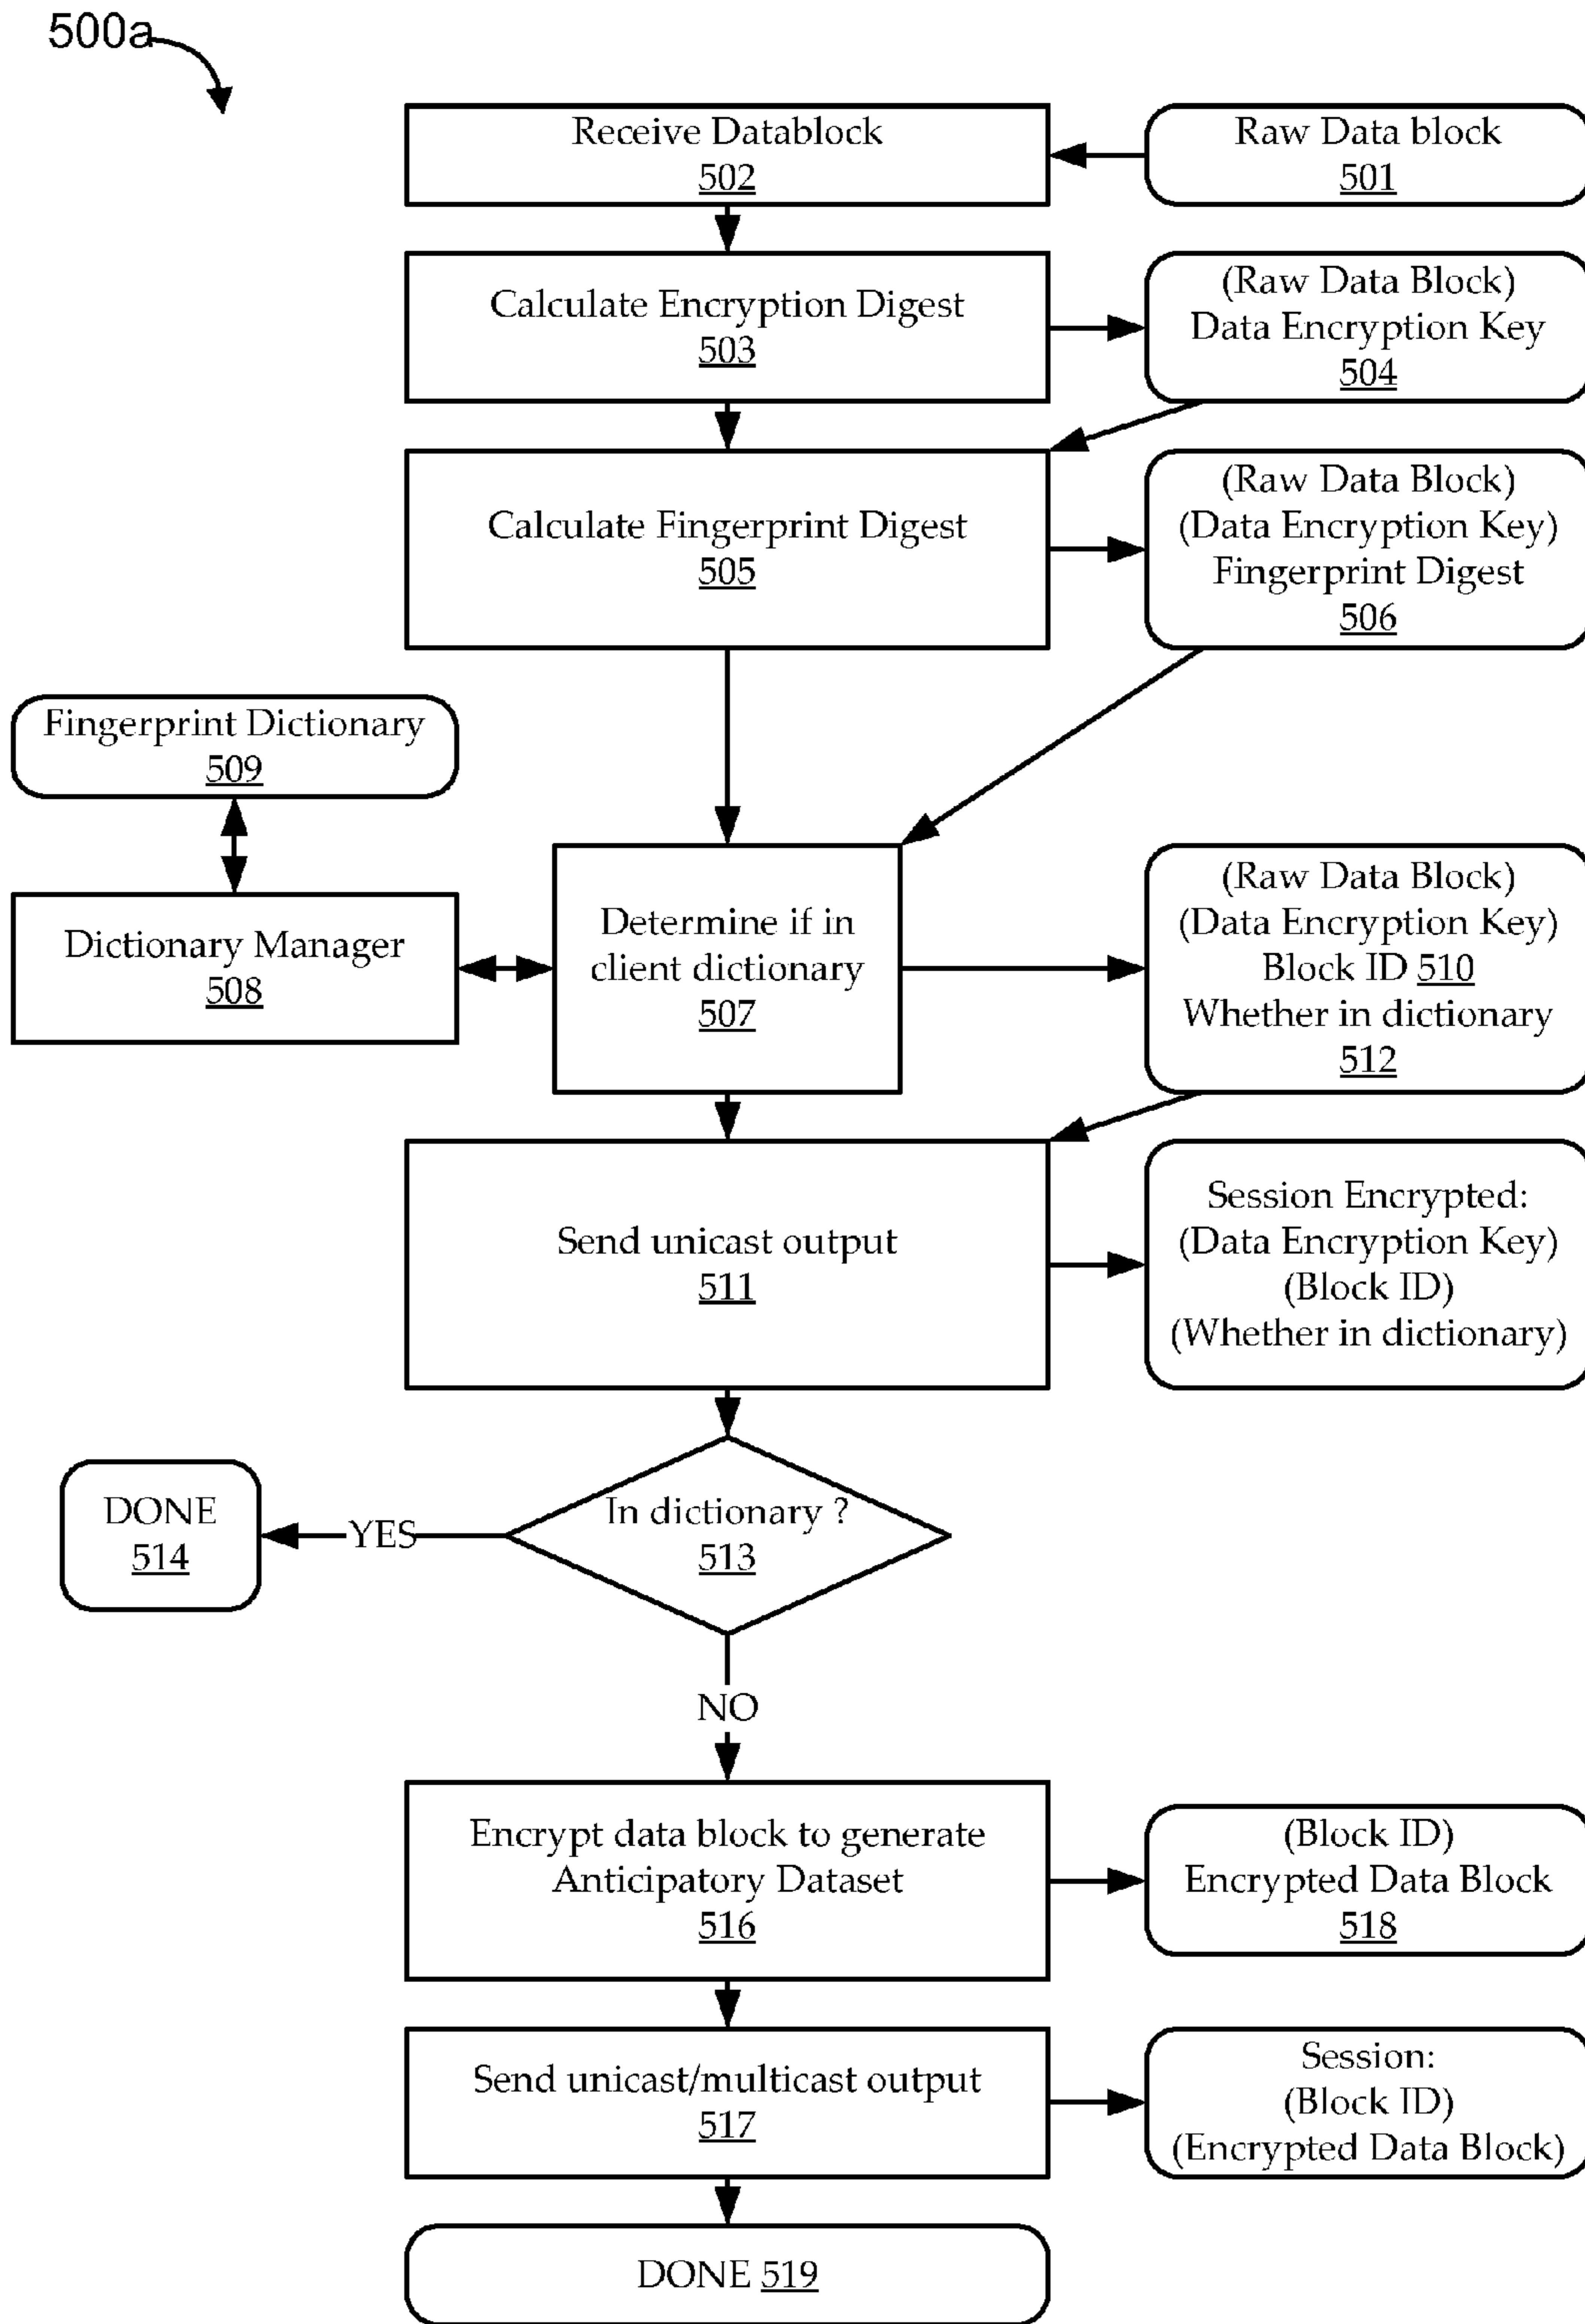 500a
Receive Datablock
502
Raw Data block
501
Calculate Encryption Digest
503
(Raw Data Block)
Data Encryption Key
504
Calculate Fingerprint Digest
505
(Raw Data Block)
(Data Encryption Key)
Fingerprint Digest
506
Fingerprint Dictionary
509
Dictionary Manager
508
Determine if in
client dictionary
507
(Raw Data Block)
(Data Encryption Key)
Block ID 510
Whether in dictionary
512
Send unicast output
511
Session Encrypted:
(Data Encryption Key)
(Block ID)
(Whether in dictionary)
In dictionary ?
513
YES
DONE
514
NO
Encrypt data block to generate
Anticipatory Dataset
516
(Block ID)
Encrypted Data Block
518
Send unicast/multicast output
517
Session:
(Block ID)
(Encrypted Data Block)
DONE 519